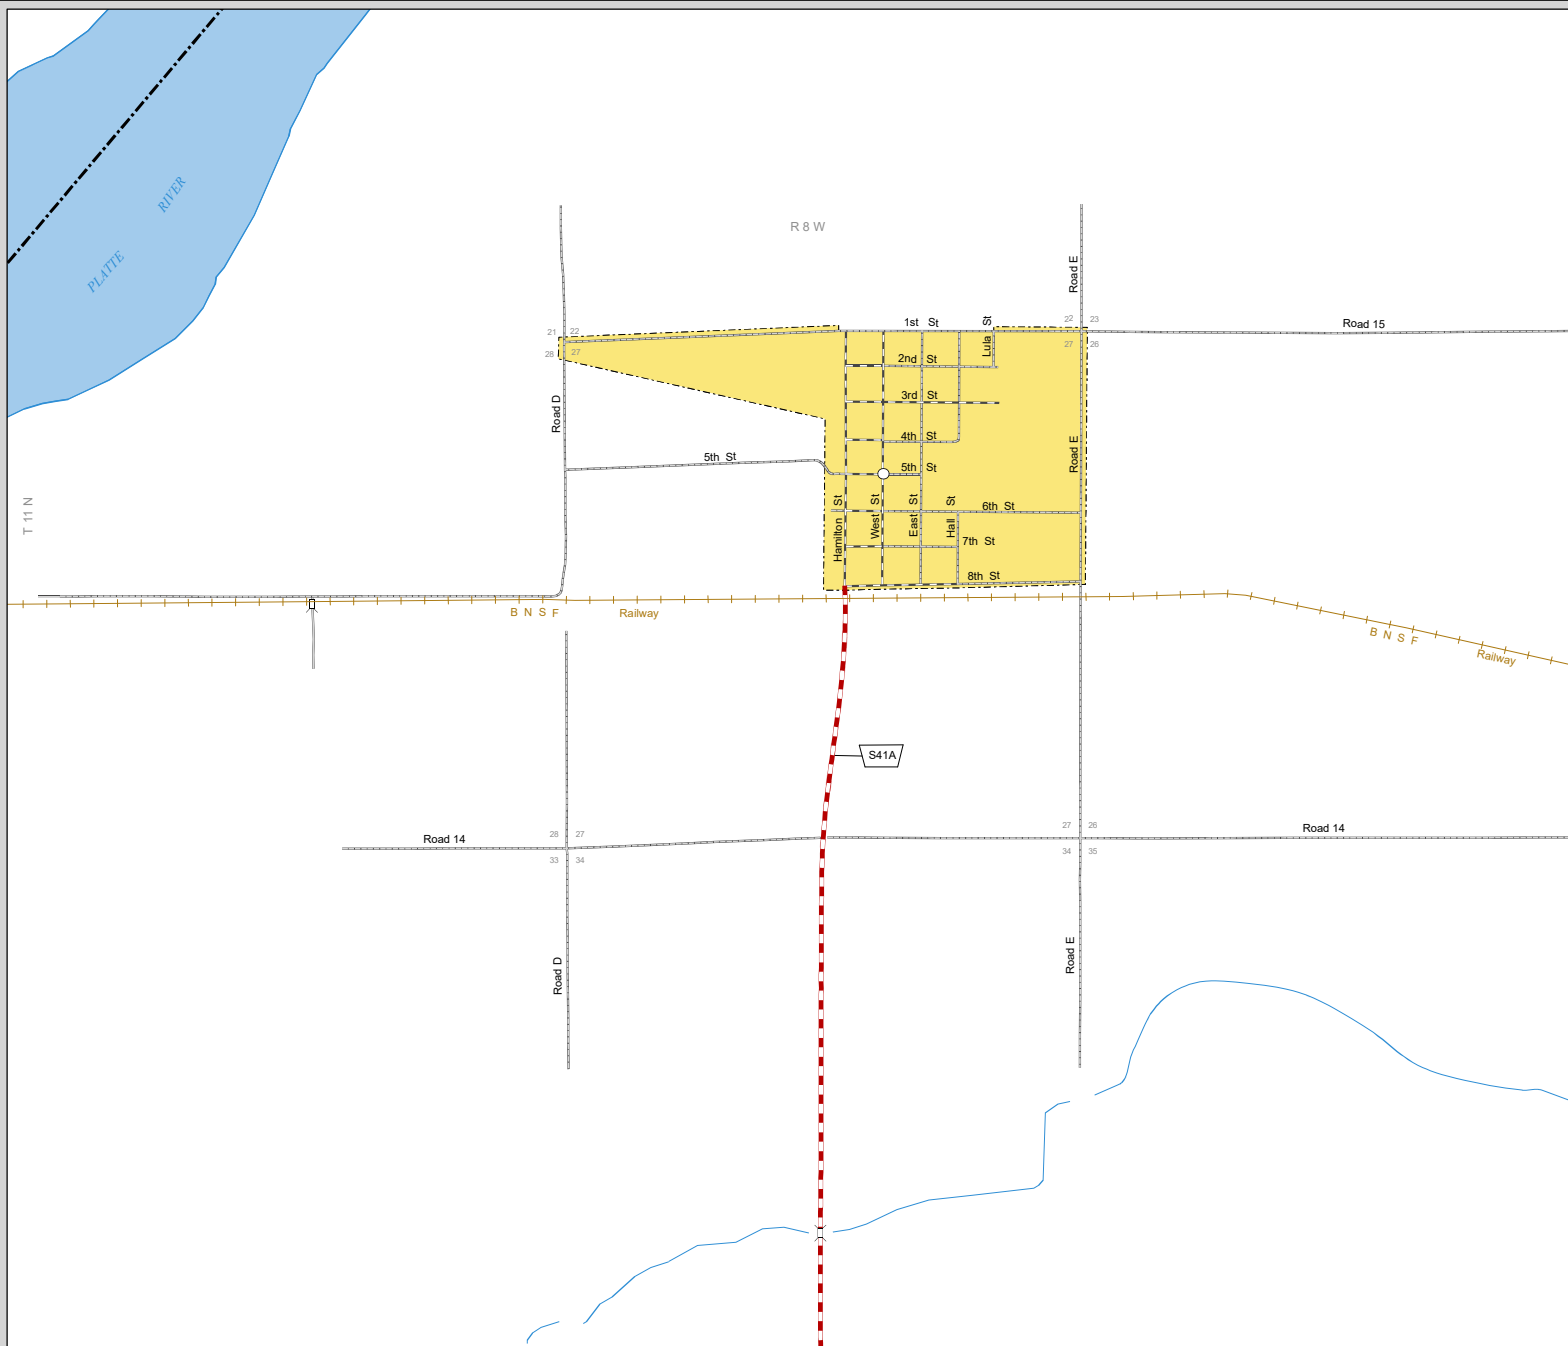 PLATTE RIVER
R 8 W
Road E
1st St
Lula St
22 23
27 26
Road 15
21 22
28 27
2nd St
3rd St
Road D
4th St
Road E
5th St
5th St
T 11 N
Hamilton St
West St
East St
Hall St
6th St
7th St
8th St
B N S F Railway
B N S F Railway
S41A
Road 14
28 27
33 34
27 26
34 35
Road 14
Road D
Road E